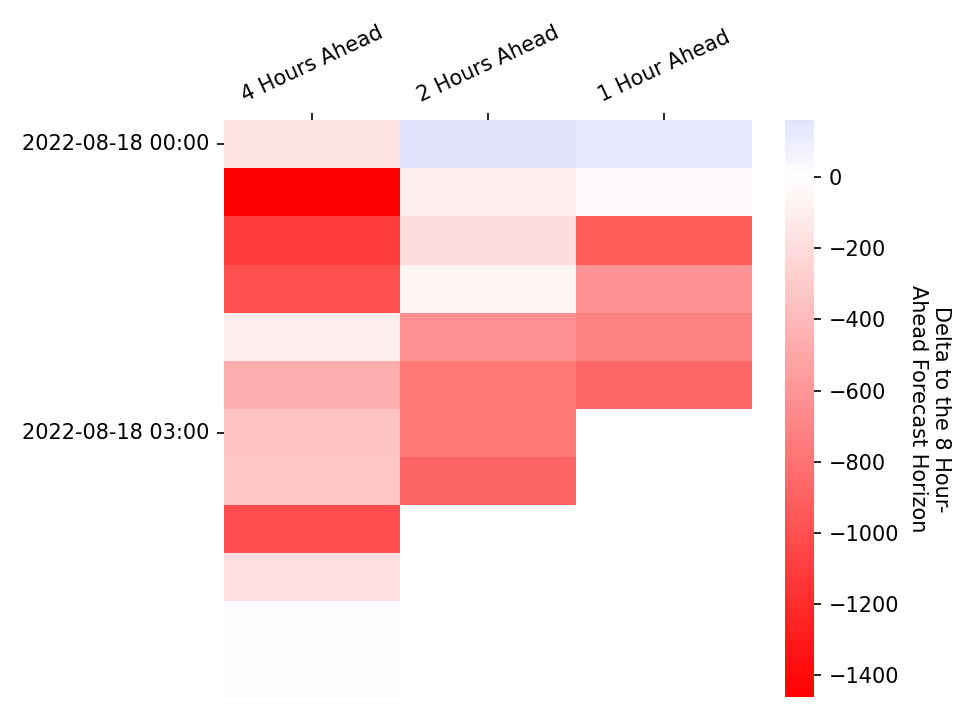 4 Hours Ahead
2 Hours Ahead
1 Hour Ahead
2022-08-18 00:00
2022-08-18 03:00
0
−200
−400
−600
−800
−1000
−1200
−1400
Delta to the 8 Hour-
Ahead Forecast Horizon